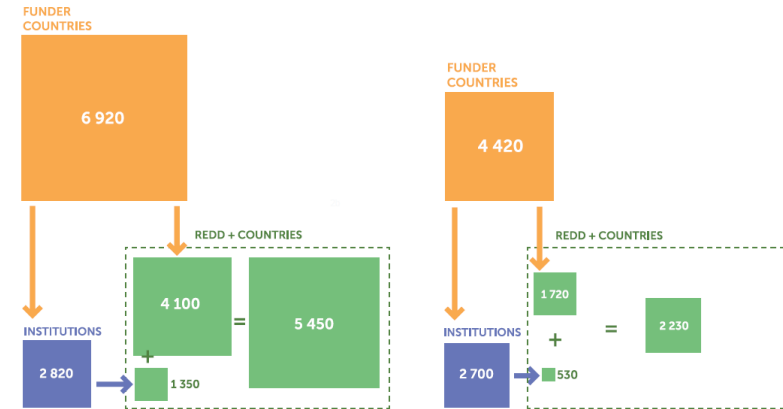 FUNDER
COUNTRIES
6 920
REDD + COUNTRIES
4 100
=
5 450
INSTITUTIONS
+
2 820
1 350
FUNDER
COUNTRIES
4 420
REDD + COUNTRIES
1 720
INSTITUTIONS
+
=
2 230
2 700
530